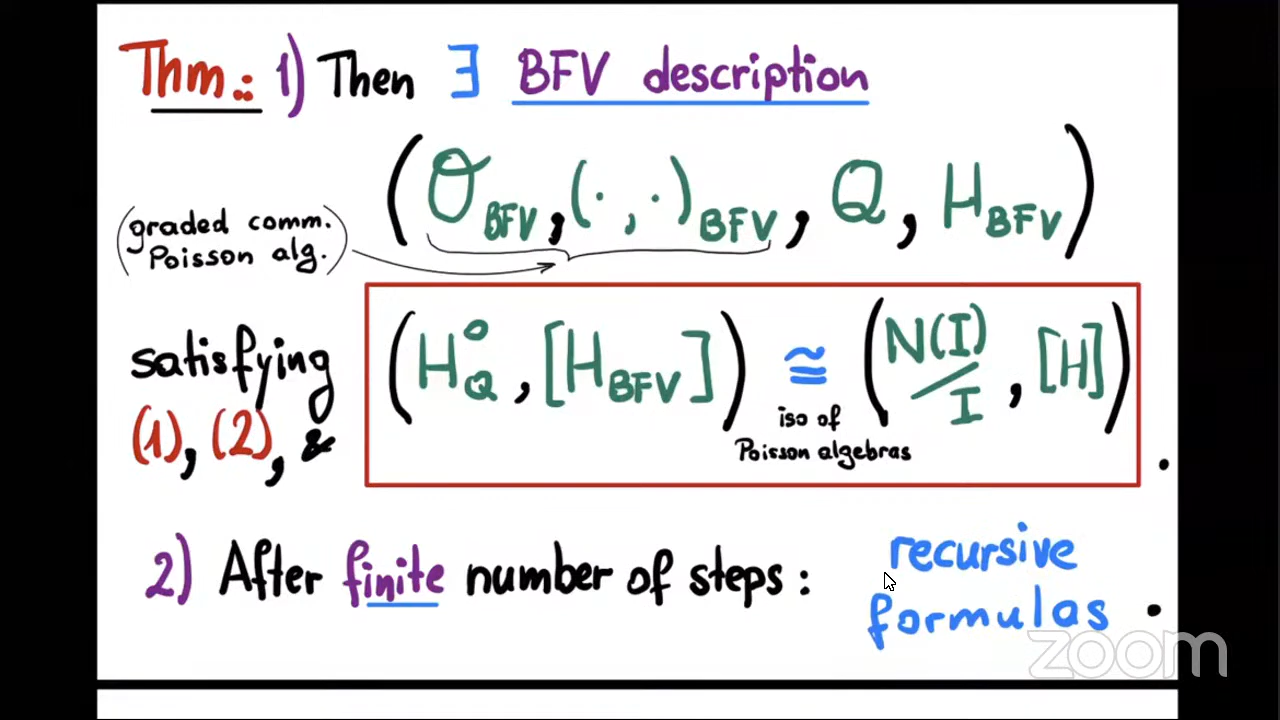 Thm.: 1) Then ∃ BFV description
(𝒪_BFV, (·,·)_BFV, Q, H_BFV)
(graded comm. Poisson alg.)
satisfying (1), (2), &
(H⁰_Q, [H_BFV]) ≅ (N(I)/I, [H]).
iso of
Poisson algebras
2) After finite number of steps: recursive
formulas.
zoom